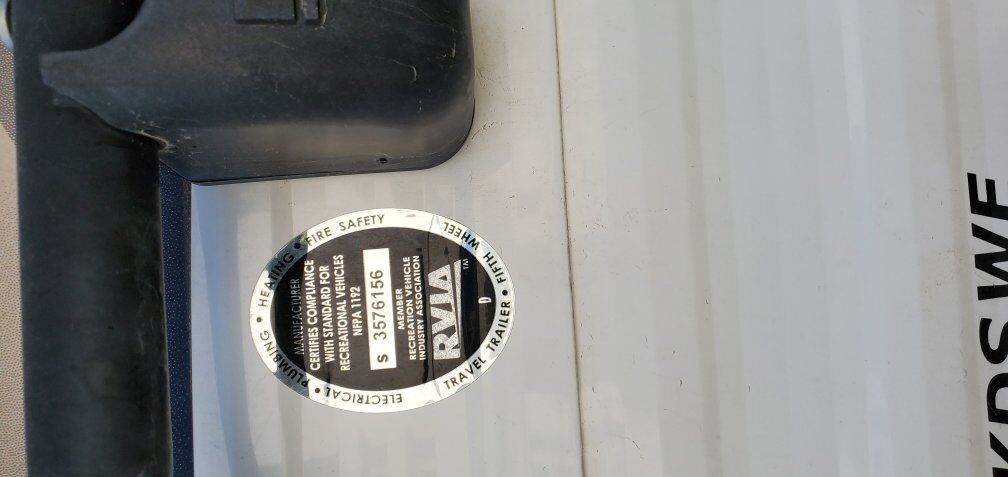 PLUMBING • HEATING • FIRE SAFETY
MANUFACTURER
CERTIFIES COMPLIANCE
WITH STANDARD FOR
RECREATIONAL VEHICLES
NFPA 1192
S 3576156
MEMBER
RECREATION VEHICLE
INDUSTRY ASSOCIATION
RVIA TM
D
ELECTRICAL •
TRAVEL TRAILER • FIFTH WHEEL
KDSWE